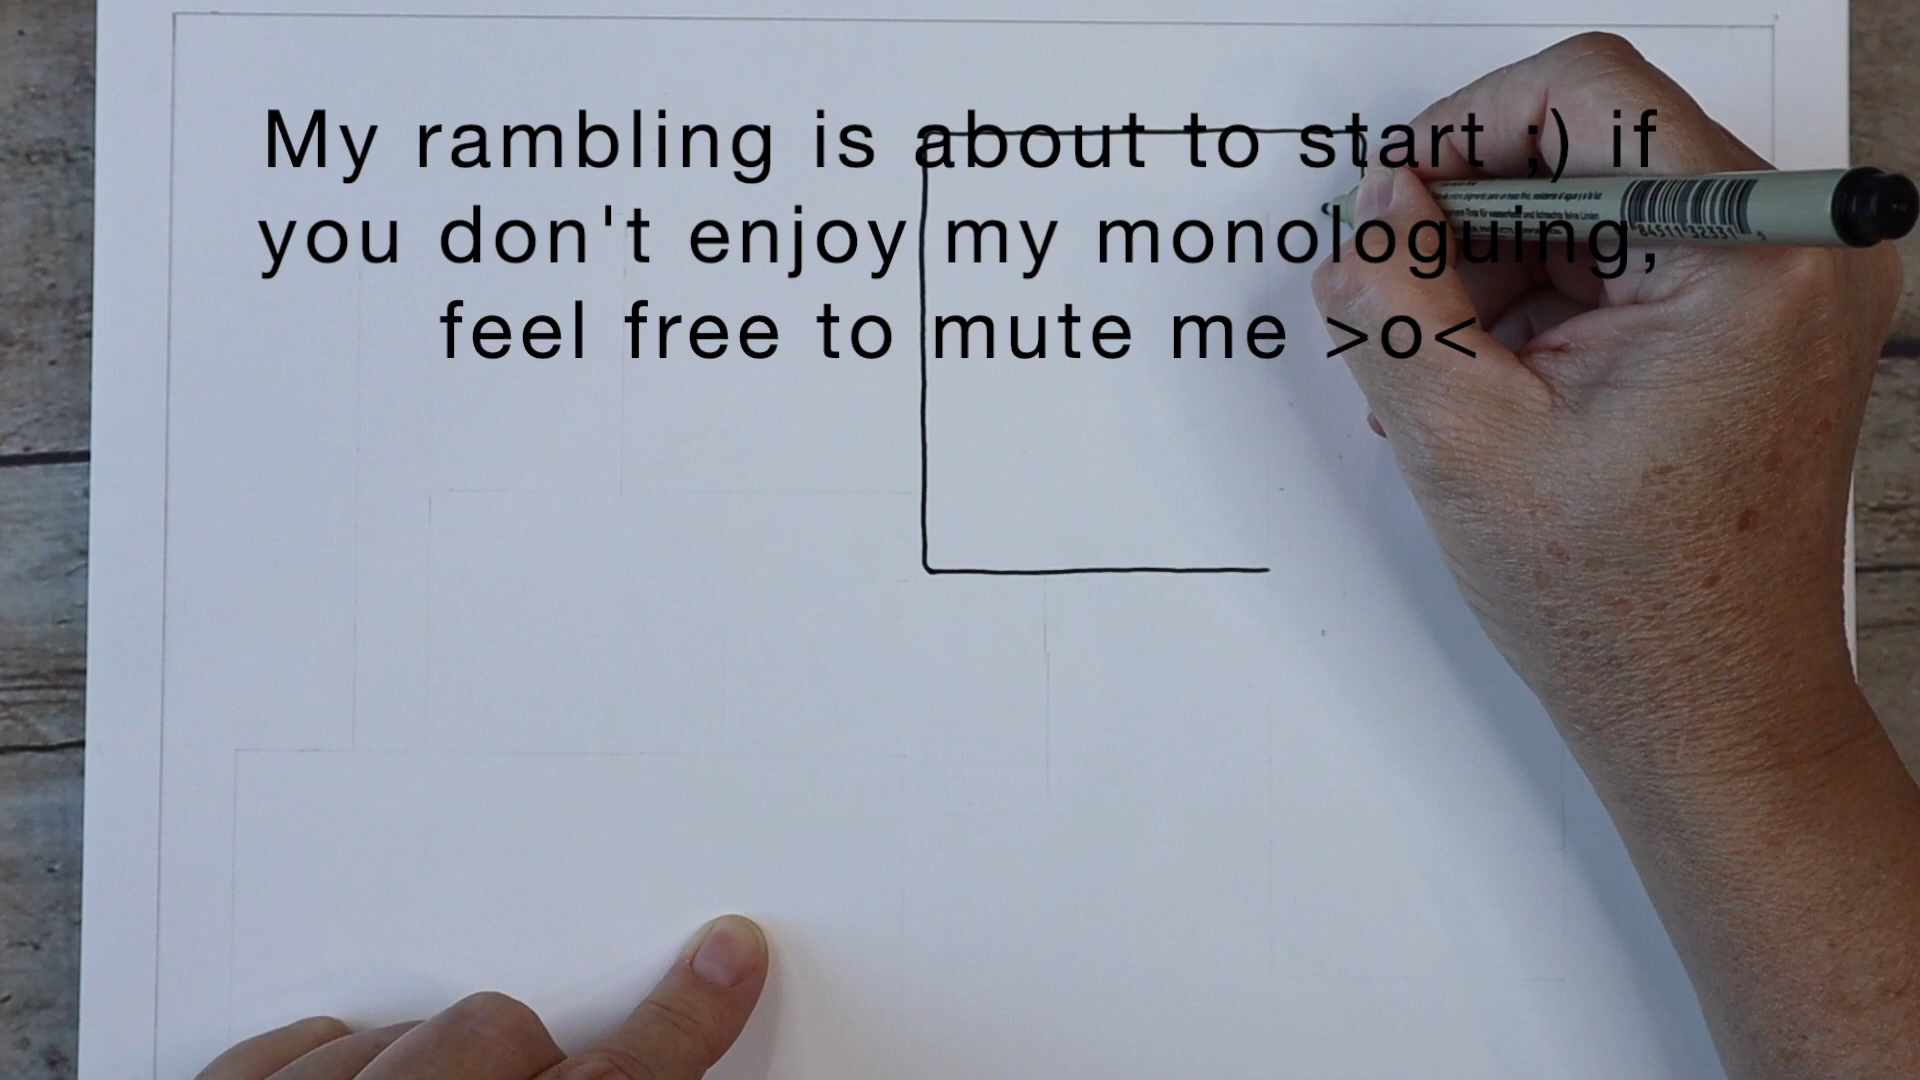 My rambling is about to start ;) if
you don't enjoy my monologuing,
feel free to mute me >o<